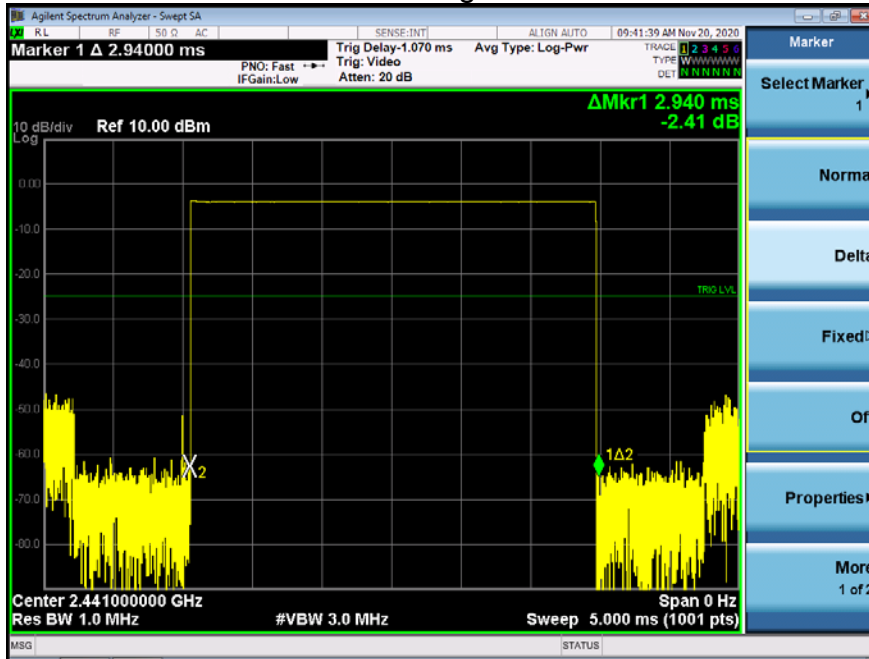 Agilent Spectrum Analyzer - Swept SA
RL RF 50 Ω AC SENSE:INT ALIGN AUTO 09:41:39 AM Nov 20, 2020
Marker 1 Δ 2.94000 ms
PNO: Fast
IFGain:Low
Trig Delay-1.070 ms
Trig: Video
Atten: 20 dB
Avg Type: Log-Pwr
TRACE 1 2 3 4 5 6
TYPE WWWWWW
DET N N N N N N
Marker
Select Marker
1
Norma
Delta
Fixed
Of
Properties
More
1 of 2
ΔMkr1 2.940 ms
-2.41 dB
10 dB/div Ref 10.00 dBm
Log
0.00
-10.0
-20.0
TRIG LVL
-30.0
-40.0
-50.0
-60.0
1Δ2
2
-70.0
-80.0
Center 2.441000000 GHz Span 0 Hz
Res BW 1.0 MHz #VBW 3.0 MHz Sweep 5.000 ms (1001 pts)
MSG STATUS